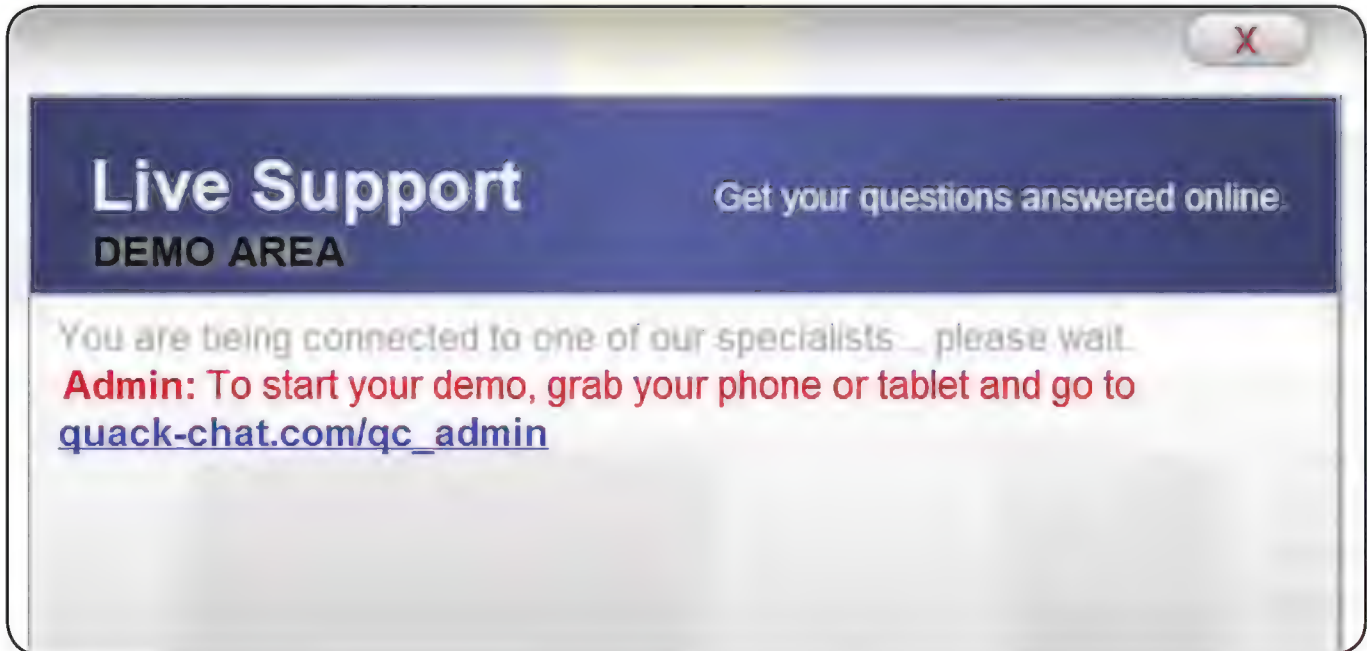 X
Live Support
Get your questions answered online.
DEMO AREA
You are being connected to one of our specialists... please wait.
Admin: To start your demo, grab your phone or tablet and go to
quack-chat.com/qc_admin